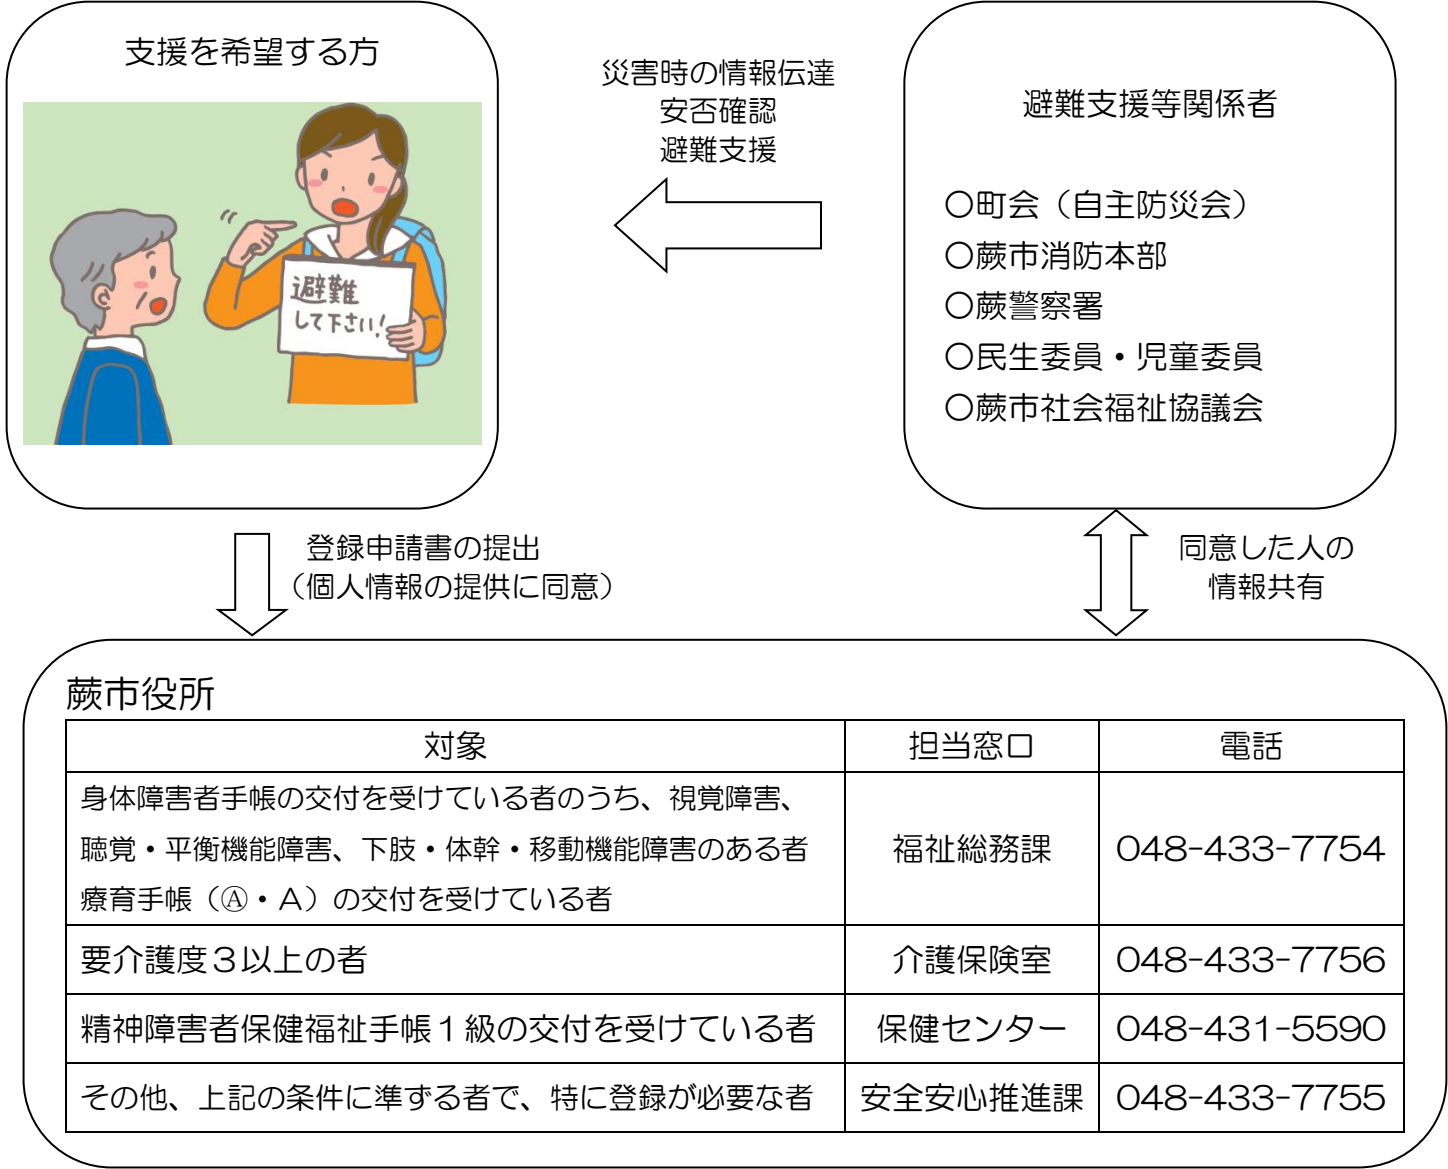 支援を希望する方
避難
して下さい!
災害時の情報伝達
安否確認
避難支援
避難支援等関係者
〇町会（自主防災会）
〇蕨市消防本部
〇蕨警察署
〇民生委員・児童委員
〇蕨市社会福祉協議会
登録申請書の提出
（個人情報の提供に同意）
同意した人の
情報共有
蕨市役所
対象 担当窓口 電話
身体障害者手帳の交付を受けている者のうち、視覚障害、
聴覚・平衡機能障害、下肢・体幹・移動機能障害のある者
療育手帳（Ⓐ・Ａ）の交付を受けている者
福祉総務課 048-433-7754
要介護度３以上の者 介護保険室 048-433-7756
精神障害者保健福祉手帳１級の交付を受けている者 保健センター 048-431-5590
その他、上記の条件に準ずる者で、特に登録が必要な者 安全安心推進課 048-433-7755